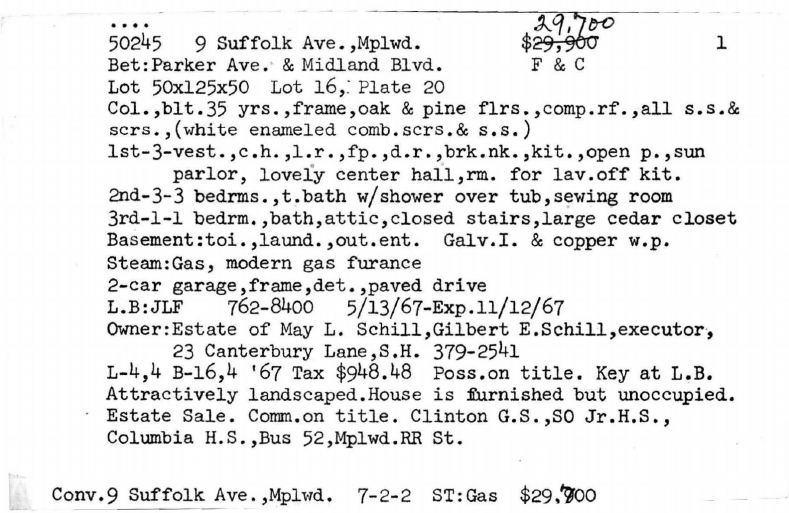 ....
29,700
50245 9 Suffolk Ave.,Mplwd. $29,900 1
Bet:Parker Ave. & Midland Blvd. F & C
Lot 50x125x50 Lot 16, Plate 20
Col.,blt.35 yrs.,frame,oak & pine flrs.,comp.rf.,all s.s.&
scrs.,(white enameled comb.scrs.& s.s.)
1st-3-vest.,c.h.,l.r.,fp.,d.r.,brk.nk.,kit.,open p.,sun
parlor, lovely center hall,rm. for lav.off kit.
2nd-3-3 bedrms.,t.bath w/shower over tub,sewing room
3rd-1-1 bedrm.,bath,attic,closed stairs,large cedar closet
Basement:toi.,laund.,out.ent. Galv.I. & copper w.p.
Steam:Gas, modern gas furance
2-car garage,frame,det.,paved drive
L.B:JLF 762-8400 5/13/67-Exp.11/12/67
Owner:Estate of May L. Schill,Gilbert E.Schill,executor,
23 Canterbury Lane,S.H. 379-2541
L-4,4 B-16,4 '67 Tax $948.48 Poss.on title. Key at L.B.
Attractively landscaped.House is furnished but unoccupied.
Estate Sale. Comm.on title. Clinton G.S.,SO Jr.H.S.,
Columbia H.S.,Bus 52,Mplwd.RR St.
Conv.9 Suffolk Ave.,Mplwd. 7-2-2 ST:Gas $29,700